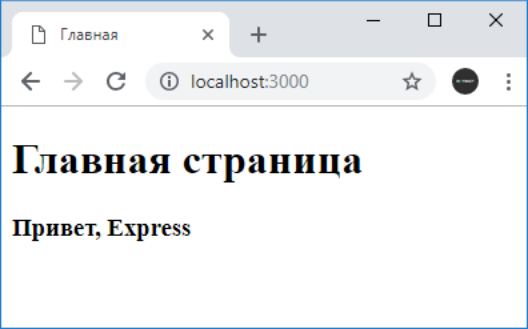 Главная
localhost:3000
Главная страница
Привет, Express